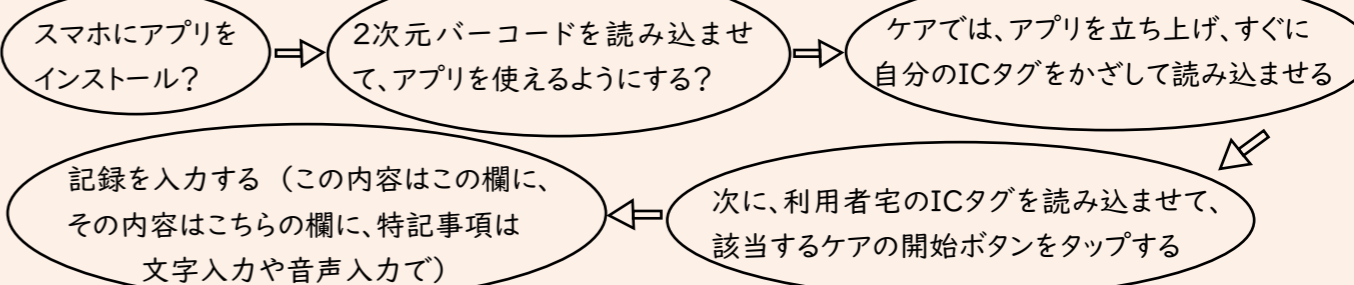 スマホにアプリを
インストール?
2次元バーコードを読み込ませ
て、アプリを使えるようにする?
ケアでは、アプリを立ち上げ、すぐに
自分のICタグをかざして読み込ませる
次に、利用者宅のICタグを読み込ませて、
該当するケアの開始ボタンをタップする
記録を入力する （この内容はこの欄に、
その内容はこちらの欄に、特記事項は
文字入力や音声入力で）